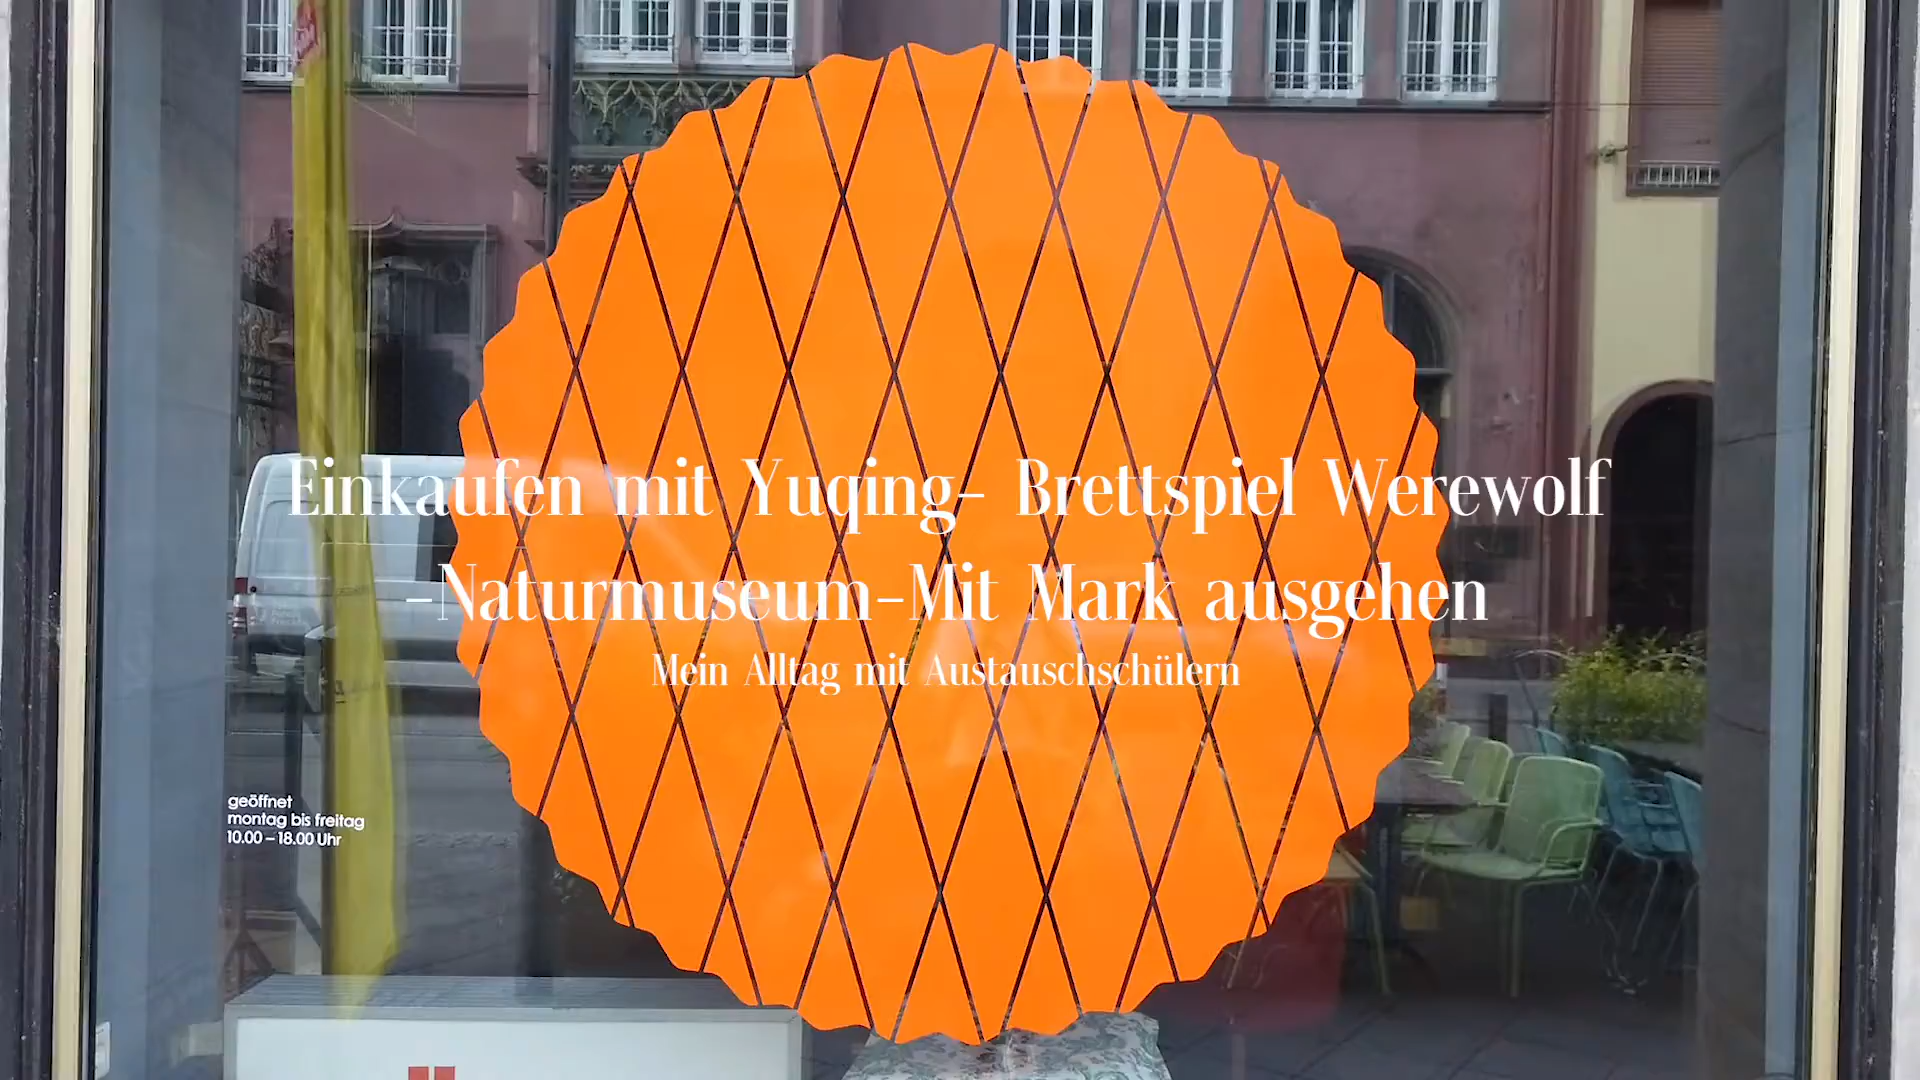 Einkaufen mit Yuqing- Brettspiel Werewolf
-Naturmuseum-Mit Mark ausgehen
Mein Alltag mit Austauschschülern
geöffnet
montag bis freitag
10.00 – 18.00 Uhr